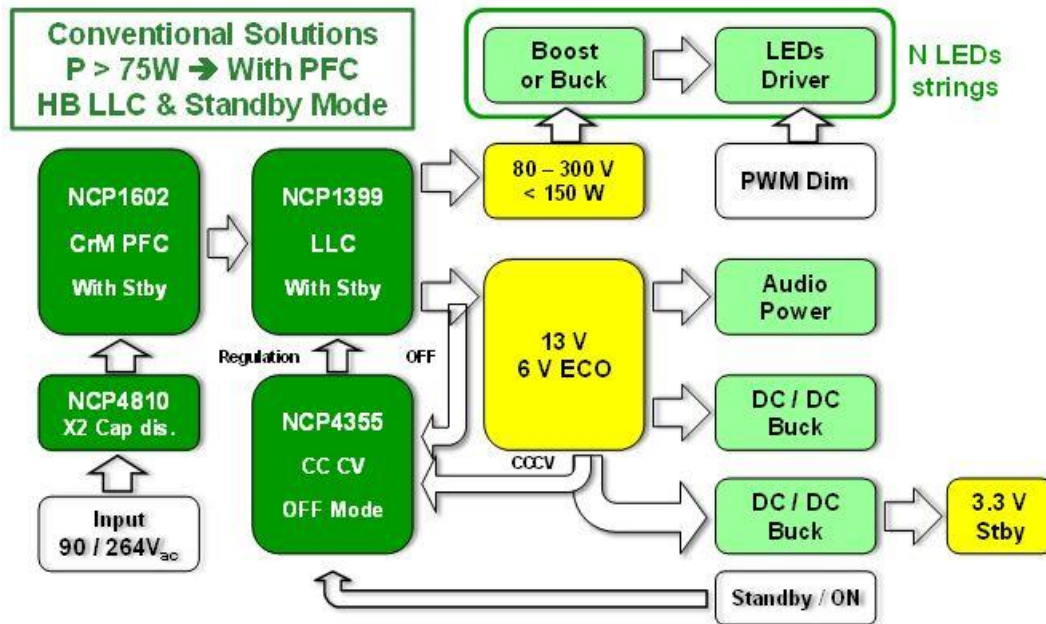 Conventional Solutions
P > 75W ➔ With PFC
HB LLC & Standby Mode
Boost
or Buck
LEDs
Driver
N LEDs
strings
80 – 300 V
< 150 W
PWM Dim
NCP1602
CrM PFC
With Stby
NCP1399
LLC
With Stby
13 V
6 V ECO
Audio
Power
Regulation
OFF
NCP4810
X2 Cap dis.
NCP4355
CC CV
OFF Mode
CCCV
DC / DC
Buck
DC / DC
Buck
3.3 V
Stby
Input
90 / 264Vac
Standby / ON